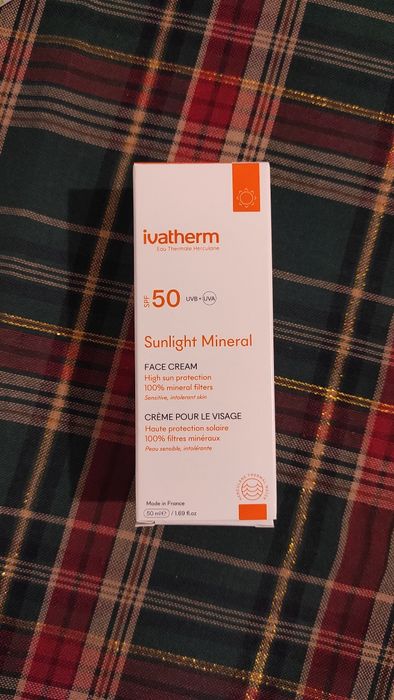 ivatherm
Eau Thermale Herculane
SPF 50 UVB + UVA
Sunlight Mineral
FACE CREAM
High sun protection
100% mineral filters
Sensitive, intolerant skin
CRÈME POUR LE VISAGE
Haute protection solaire
100% filtres minéraux
Peau sensible, intolérante
Made in France
50 ml℮ / 1.69 fl.oz